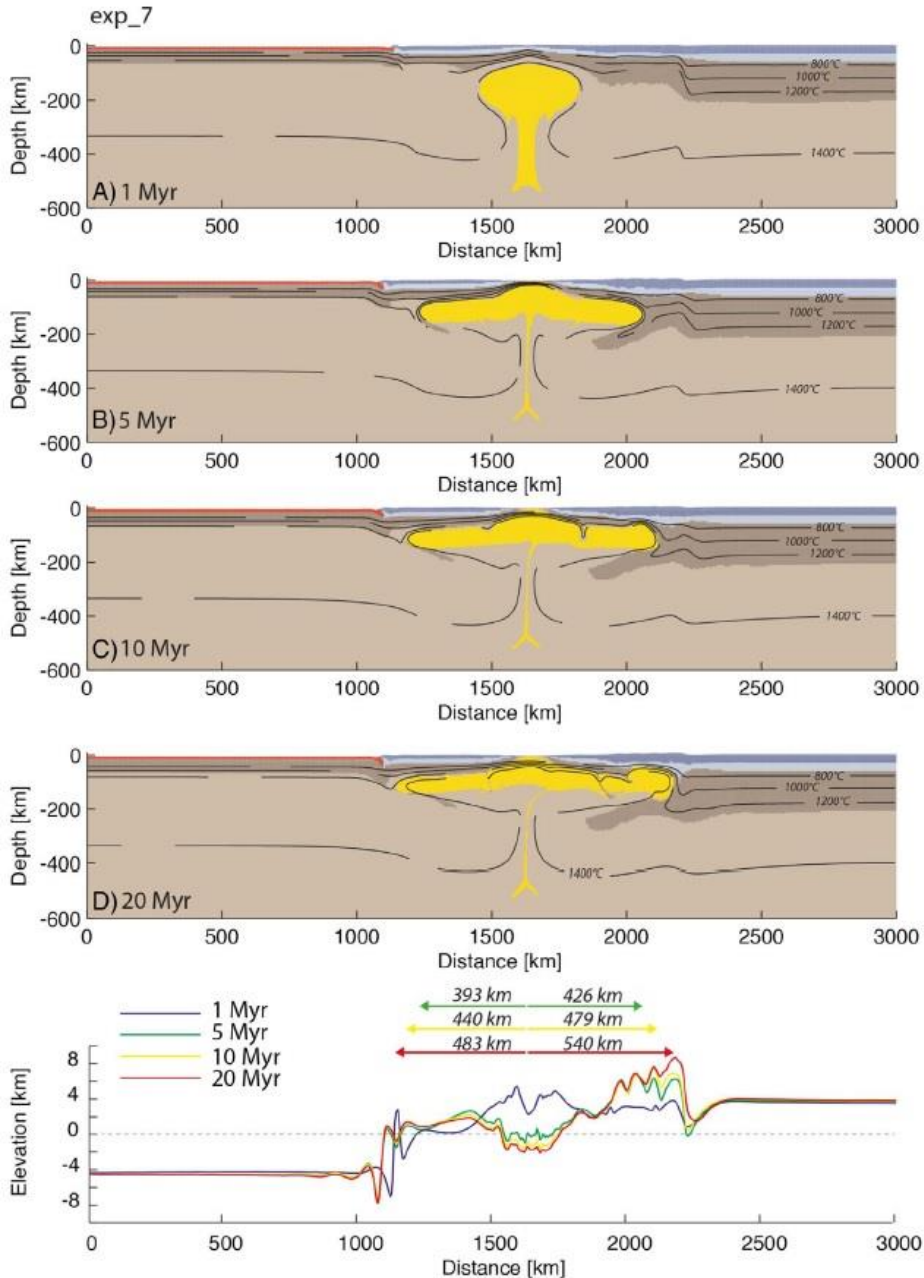 exp_7
0
-200
-400
-600
Depth [km]
800°C
1000°C
1200°C
1400°C
A) 1 Myr
0 500 1000 1500 2000 2500 3000
Distance [km]
0
-200
-400
-600
Depth [km]
800°C
1000°C
1200°C
1400°C
B) 5 Myr
0 500 1000 1500 2000 2500 3000
Distance [km]
0
-200
-400
-600
Depth [km]
800°C
1000°C
1200°C
1400°C
C) 10 Myr
0 500 1000 1500 2000 2500 3000
Distance [km]
0
-200
-400
-600
Depth [km]
800°C
1000°C
1200°C
1400°C
D) 20 Myr
0 500 1000 1500 2000 2500 3000
Distance [km]
1 Myr
5 Myr
10 Myr
20 Myr
393 km 426 km
440 km 479 km
483 km 540 km
8
4
0
-4
-8
Elevation [km]
0 500 1000 1500 2000 2500 3000
Distance [km]